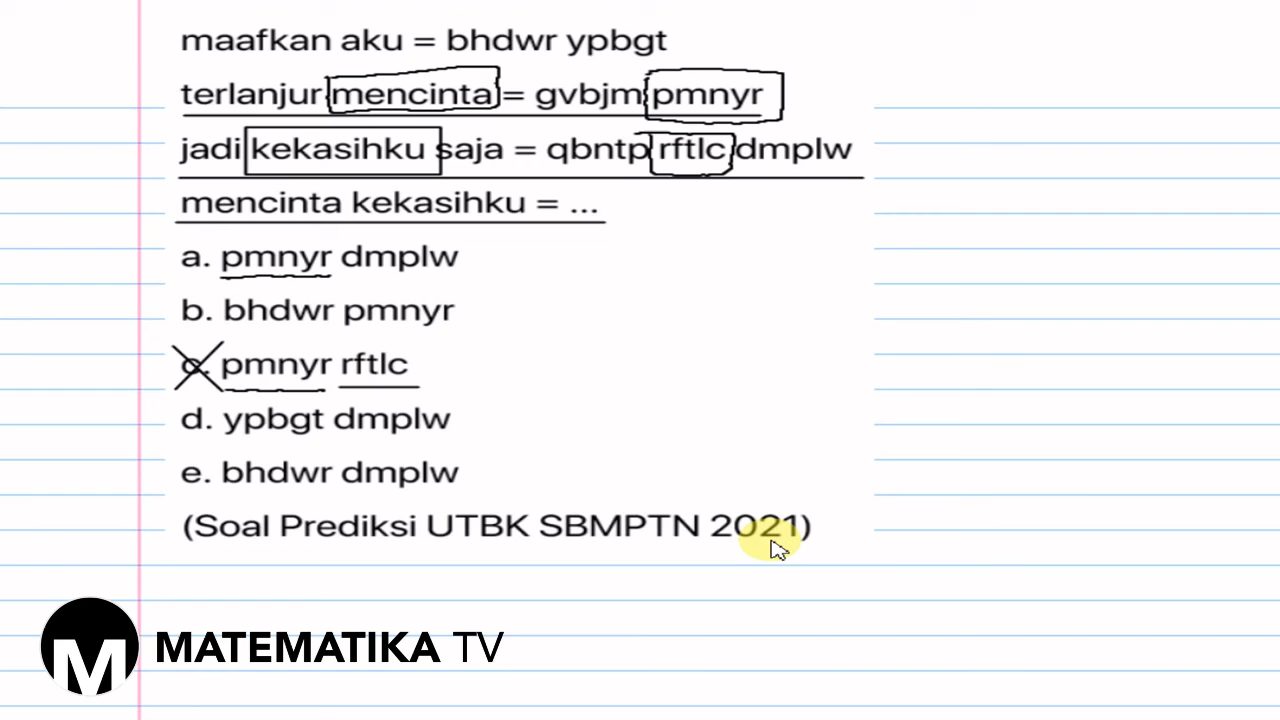 maafkan aku = bhdwr ypbgt
terlanjur mencinta = gvbjm pmnyr
jadi kekasihku saja = qbntp rftlc dmplw
mencinta kekasihku = ...
a. pmnyr dmplw
b. bhdwr pmnyr
c. pmnyr rftlc
d. ypbgt dmplw
e. bhdwr dmplw
(Soal Prediksi UTBK SBMPTN 2021)
M MATEMATIKA TV